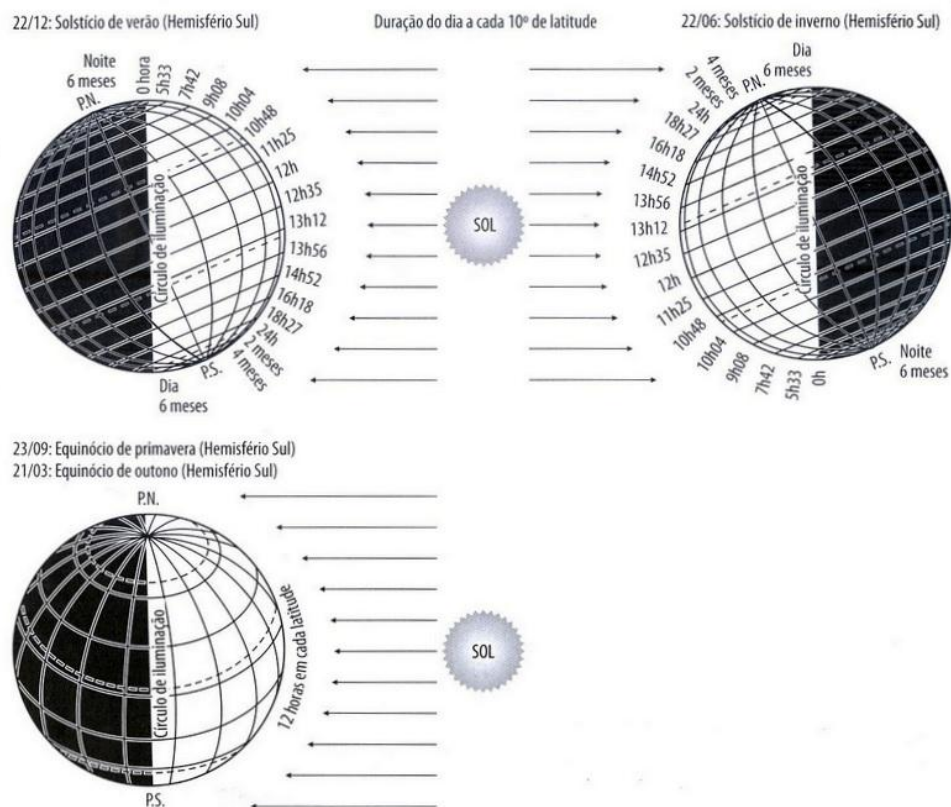 22/12: Solstício de verão (Hemisfério Sul)
Duração do dia a cada 10º de latitude
22/06: Solstício de inverno (Hemisfério Sul)
Noite
6 meses
P.N.
0 hora
5h33
7h42
9h08
10h04
10h48
11h25
12h
12h35
13h12
13h56
14h52
16h18
18h27
24h
2 meses
4 meses
P.S.
Dia
6 meses
Círculo de iluminação
SOL
Dia
6 meses
P.N.
4 meses
2 meses
24h
18h27
16h18
14h52
13h56
13h12
12h35
12h
11h25
10h48
10h04
9h08
7h42
5h33
0h
P.S.
Noite
6 meses
Círculo de iluminação
23/09: Equinócio de primavera (Hemisfério Sul)
21/03: Equinócio de outono (Hemisfério Sul)
P.N.
Círculo de iluminação
12 horas em cada latitude
SOL
P.S.